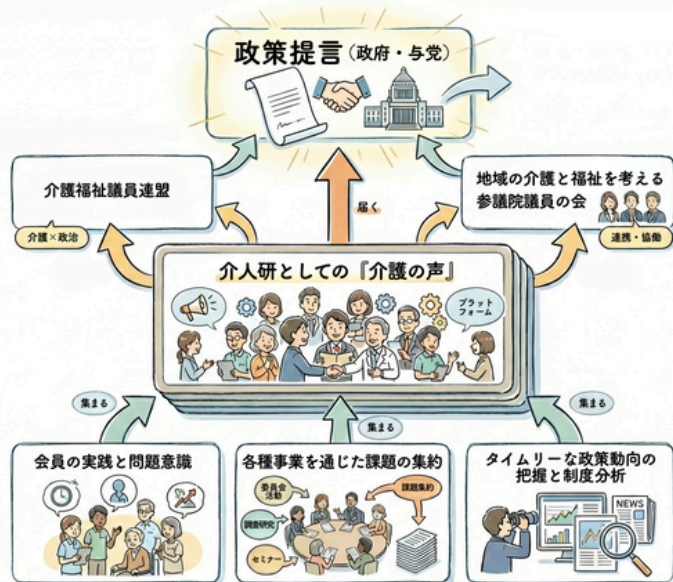 政策提言(政府・与党)
介護福祉議員連盟
介護×政治
届く
地域の介護と福祉を考える
参議院議員の会
連携・協働
介人研としての『介護の声』
プラット
フォーム
集まる
集まる
集まる
会員の実践と問題意識
各種事業を通じた課題の集約
委員会
活動
課題集約
調査研究
セミナー
タイムリーな政策動向の
把握と制度分析
NEWS